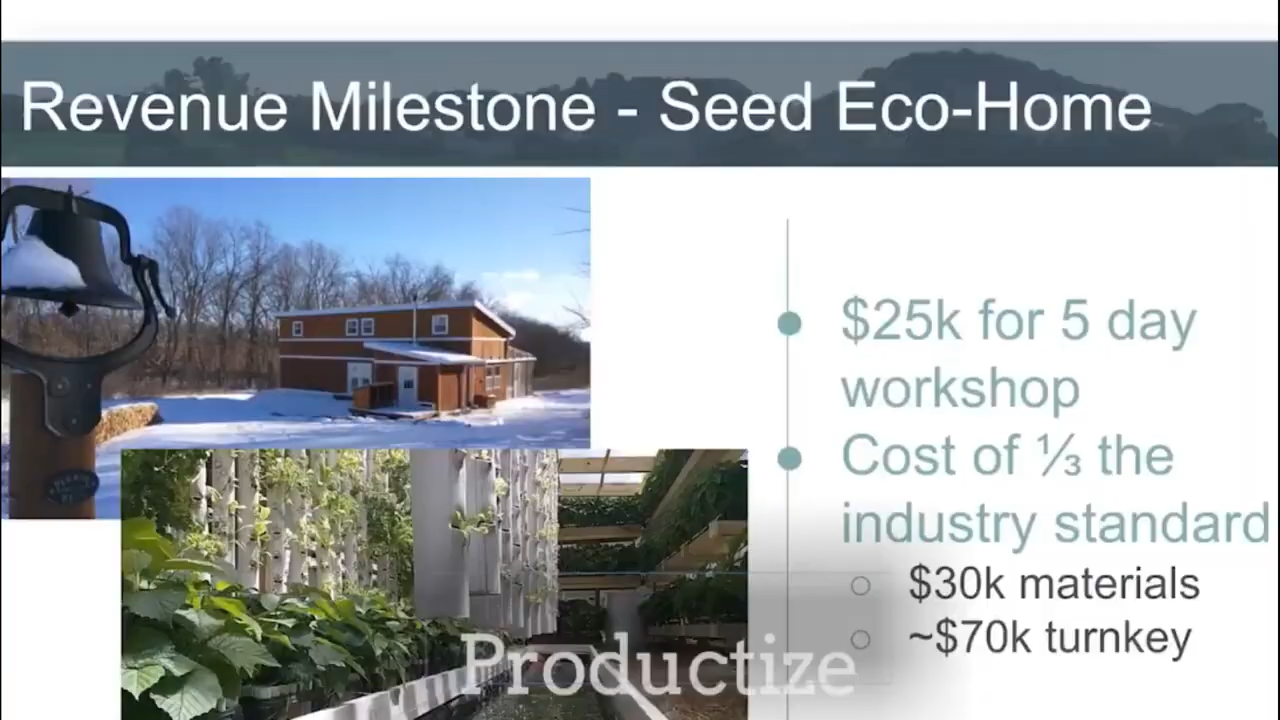 Revenue Milestone - Seed Eco-Home
$25k for 5 day
workshop
Cost of ⅓ the
industry standard
$30k materials
~$70k turnkey
Productize